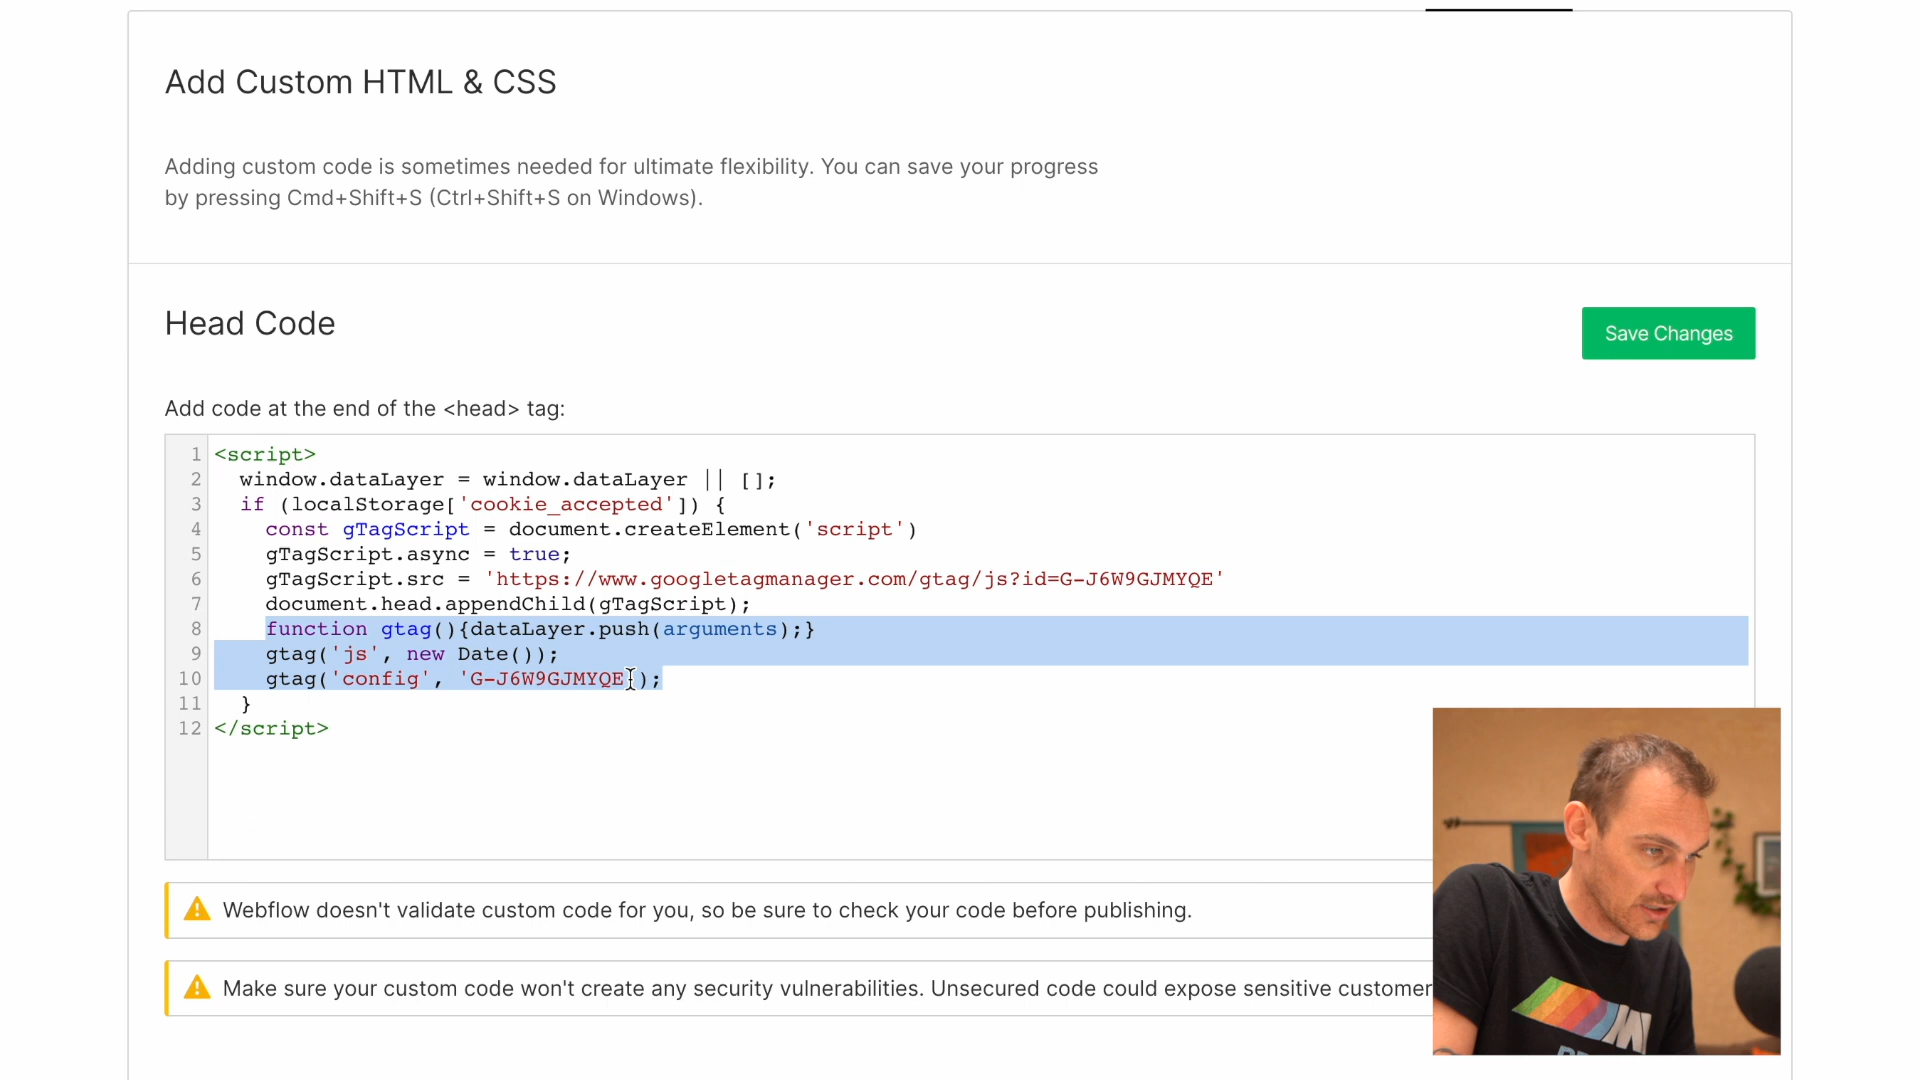 Add Custom HTML & CSS
Adding custom code is sometimes needed for ultimate flexibility. You can save your progress
by pressing Cmd+Shift+S (Ctrl+Shift+S on Windows).
Head Code
Save Changes
Add code at the end of the <head> tag:
1 <script>
2 window.dataLayer = window.dataLayer || [];
3 if (localStorage['cookie_accepted']) {
4 const gTagScript = document.createElement('script')
5 gTagScript.async = true;
6 gTagScript.src = 'https://www.googletagmanager.com/gtag/js?id=G-J6W9GJMYQE'
7 document.head.appendChild(gTagScript);
8 function gtag(){dataLayer.push(arguments);}
9 gtag('js', new Date());
10 gtag('config', 'G-J6W9GJMYQE');
11 }
12 </script>
Webflow doesn't validate custom code for you, so be sure to check your code before publishing.
Make sure your custom code won't create any security vulnerabilities. Unsecured code could expose sensitive customer